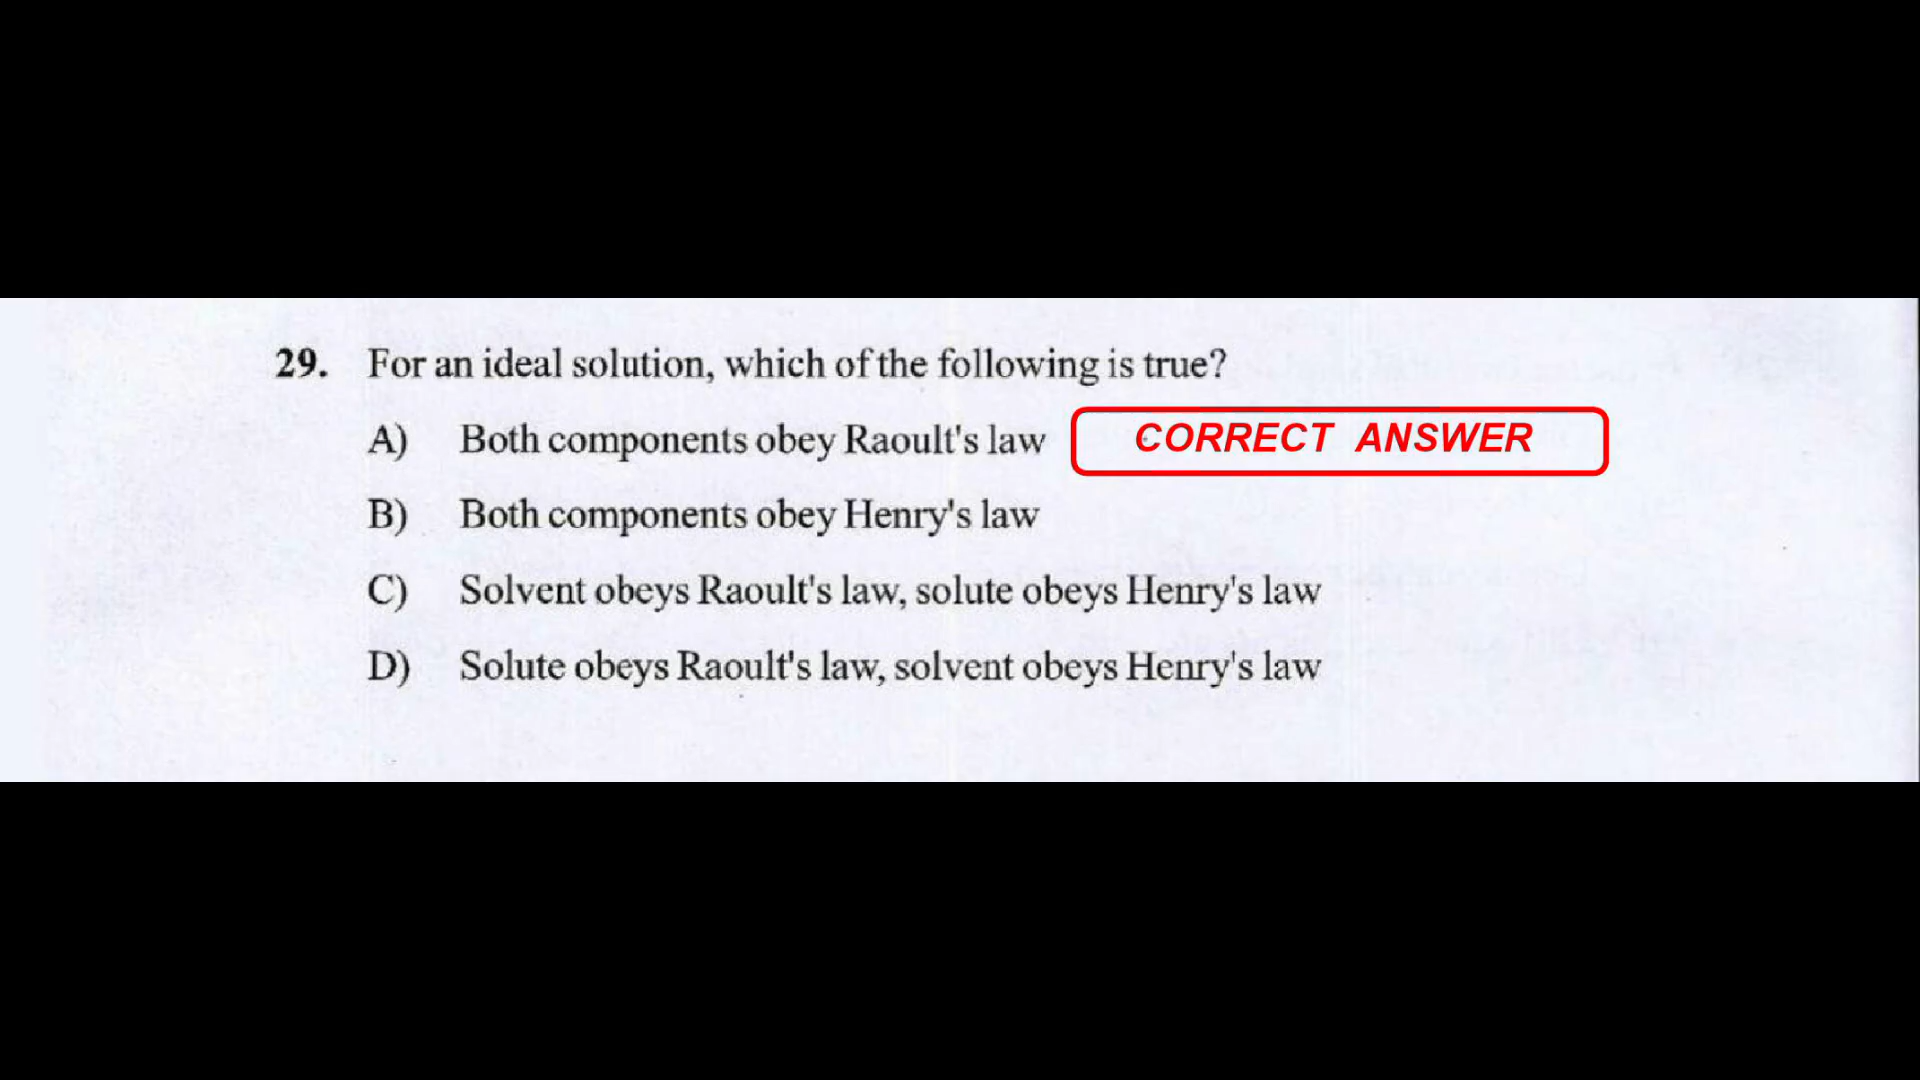 29. For an ideal solution, which of the following is true?
A) Both components obey Raoult's law CORRECT ANSWER
B) Both components obey Henry's law
C) Solvent obeys Raoult's law, solute obeys Henry's law
D) Solute obeys Raoult's law, solvent obeys Henry's law